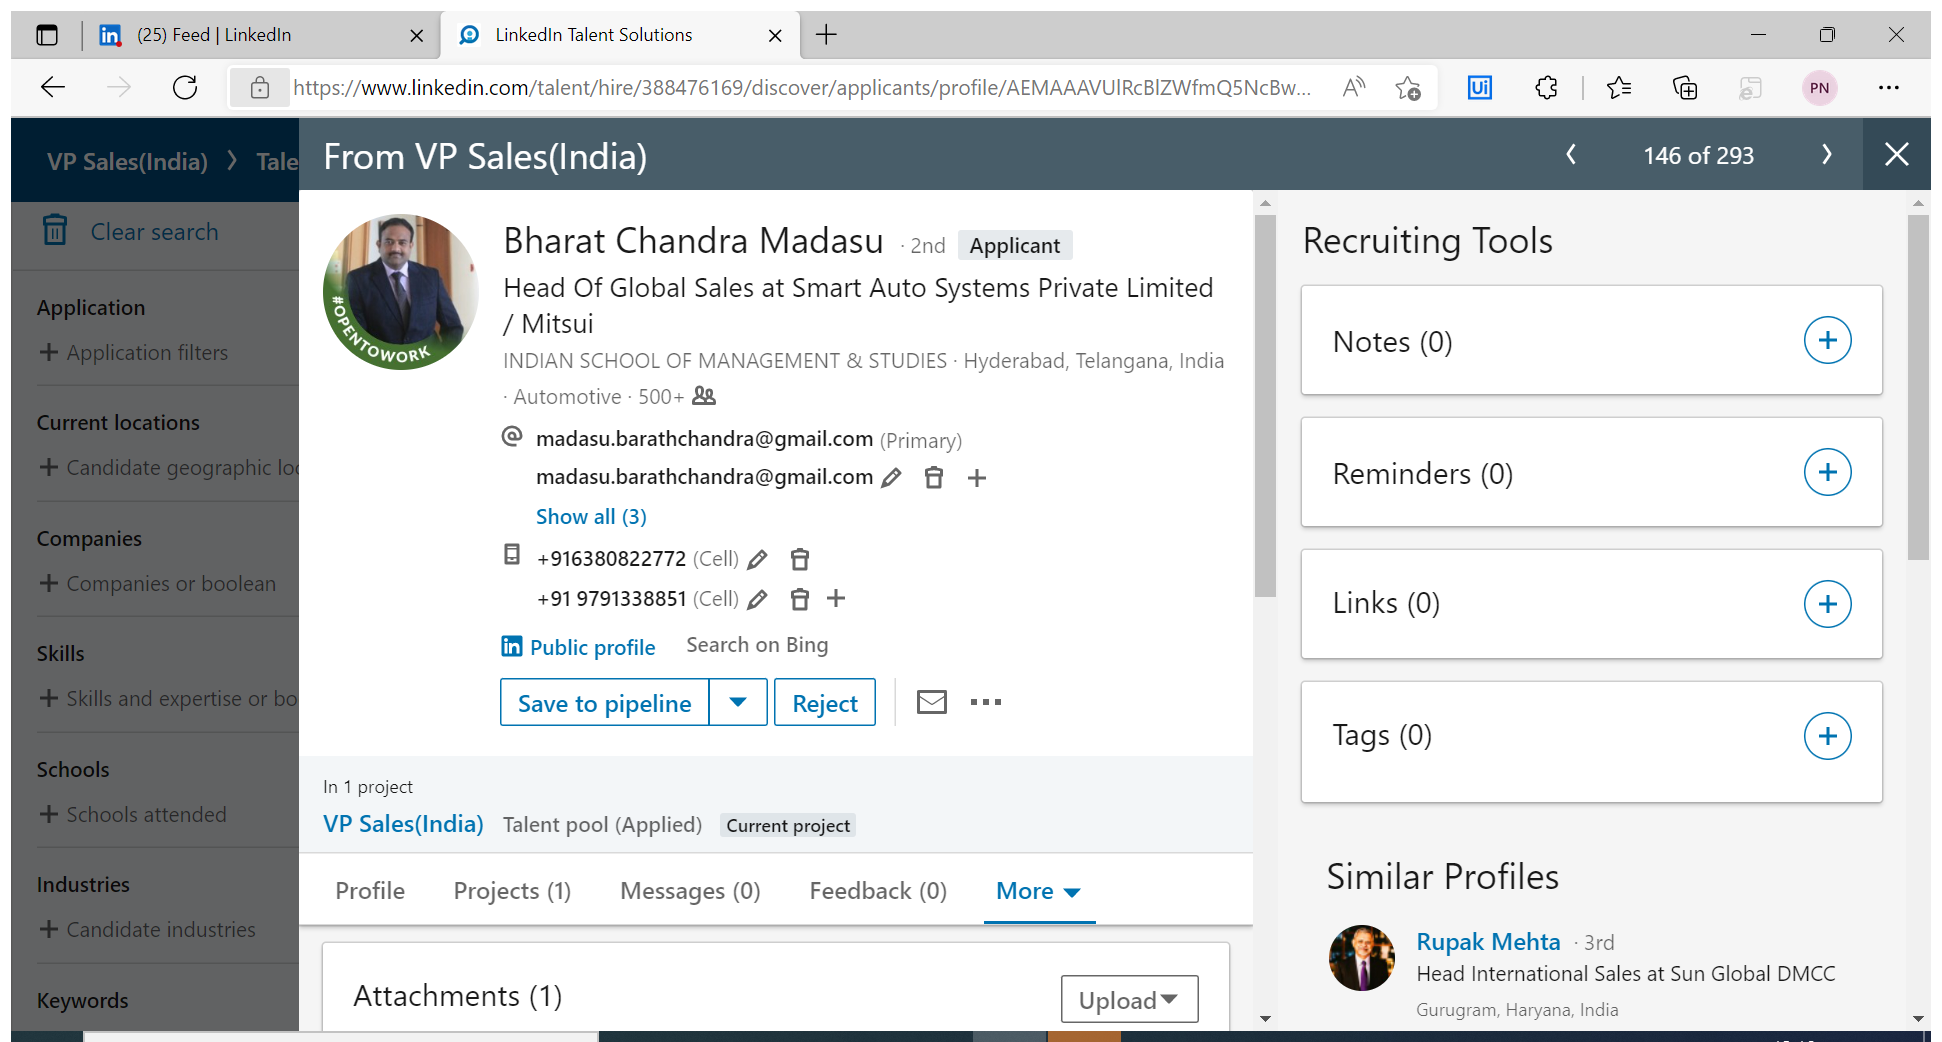 (25) Feed | LinkedIn
LinkedIn Talent Solutions
https://www.linkedin.com/talent/hire/388476169/discover/applicants/profile/AEMAAAVUlRcBlZWfmQ5NcBw...
PN
VP Sales(India) > Tale
From VP Sales(India)
146 of 293
Clear search
Application
+ Application filters
Current locations
+ Candidate geographic loc
Companies
+ Companies or boolean
Skills
+ Skills and expertise or bo
Schools
+ Schools attended
Industries
+ Candidate industries
Keywords
#OPENTOWORK
Bharat Chandra Madasu · 2nd Applicant
Head Of Global Sales at Smart Auto Systems Private Limited
/ Mitsui
INDIAN SCHOOL OF MANAGEMENT & STUDIES · Hyderabad, Telangana, India
· Automotive · 500+
madasu.barathchandra@gmail.com (Primary)
madasu.barathchandra@gmail.com
Show all (3)
+916380822772 (Cell)
+91 9791338851 (Cell)
in Public profile Search on Bing
Save to pipeline Reject
In 1 project
VP Sales(India) Talent pool (Applied) Current project
Profile Projects (1) Messages (0) Feedback (0) More
Attachments (1) Upload
Recruiting Tools
Notes (0)
Reminders (0)
Links (0)
Tags (0)
Similar Profiles
Rupak Mehta · 3rd
Head International Sales at Sun Global DMCC
Gurugram, Haryana, India